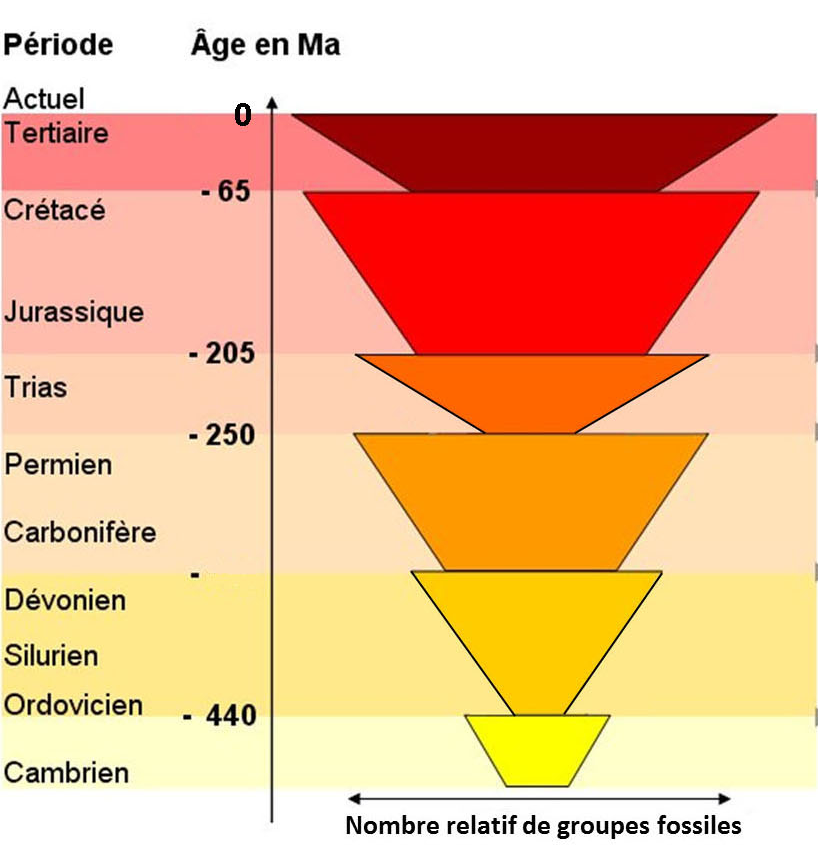 Période Âge en Ma
Actuel
0
Tertiaire
- 65
Crétacé
Jurassique
- 205
Trias
- 250
Permien
Carbonifère
-
Dévonien
Silurien
Ordovicien
- 440
Cambrien
Nombre relatif de groupes fossiles